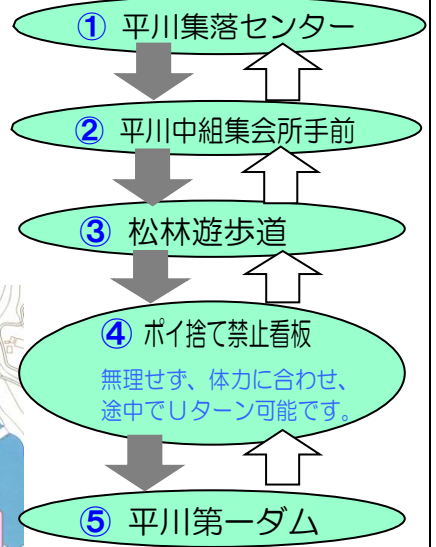 ① 平川集落センター
② 平川中組集会所手前
③ 松林遊歩道
④ ポイ捨て禁止看板
無理せず、体力に合わせ、
途中でUターン可能です。
⑤ 平川第一ダム